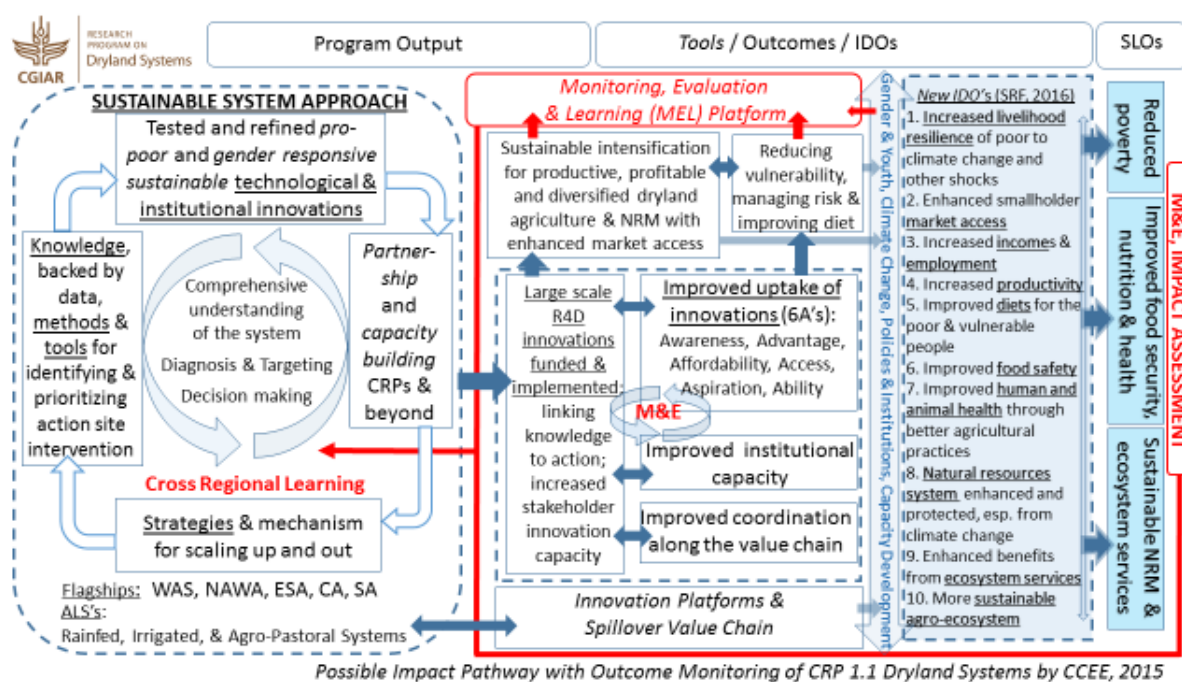 RESEARCH
PROGRAM ON
Dryland Systems
CGIAR
Program Output
Tools / Outcomes / IDOs
SLOs
SUSTAINABLE SYSTEM APPROACH
Tested and refined pro-
poor and gender responsive
sustainable technological &
institutional innovations
Knowledge,
backed by
data,
methods &
tools for
identifying &
prioritizing
action site
intervention
Comprehensive
understanding
of the system
Diagnosis & Targeting
Decision making
Partner-
ship
and
capacity
building
CRPs &
beyond
Cross Regional Learning
Strategies & mechanism
for scaling up and out
Flagships: WAS, NAWA, ESA, CA, SA
ALS's:
Rainfed, Irrigated, & Agro-Pastoral Systems
Monitoring, Evaluation
& Learning (MEL) Platform
Sustainable intensification
for productive, profitable
and diversified dryland
agriculture & NRM with
enhanced market access
Reducing
vulnerability,
managing risk &
improving diet
Large scale
R4D
innovations
funded &
implemented:
linking
knowledge
to action;
increased
stakeholder
innovation
capacity
Improved uptake of
innovations (6A's):
Awareness, Advantage,
Affordability, Access,
Aspiration, Ability
M&E
Improved institutional
capacity
Improved coordination
along the value chain
Innovation Platforms &
Spillover Value Chain
Gender & Youth, Climate Change, Policies & Institutions, Capacity Development
New IDO's (SRF, 2016)
1. Increased livelihood
resilience of poor to
climate change and
other shocks
2. Enhanced smallholder
market access
3. Increased incomes &
employment
4. Increased productivity
5. Improved diets for the
poor & vulnerable
people
6. Improved food safety
7. Improved human and
animal health through
better agricultural
practices
8. Natural resources
system enhanced and
protected, esp. from
climate change
9. Enhanced benefits
from ecosystem services
10. More sustainable
agro-ecosystem
Reduced
poverty
Improved food security,
nutrition & health
Sustainable NRM &
ecosystem services
M&E, IMPACT ASSESSMENT
Possible Impact Pathway with Outcome Monitoring of CRP 1.1 Dryland Systems by CCEE, 2015